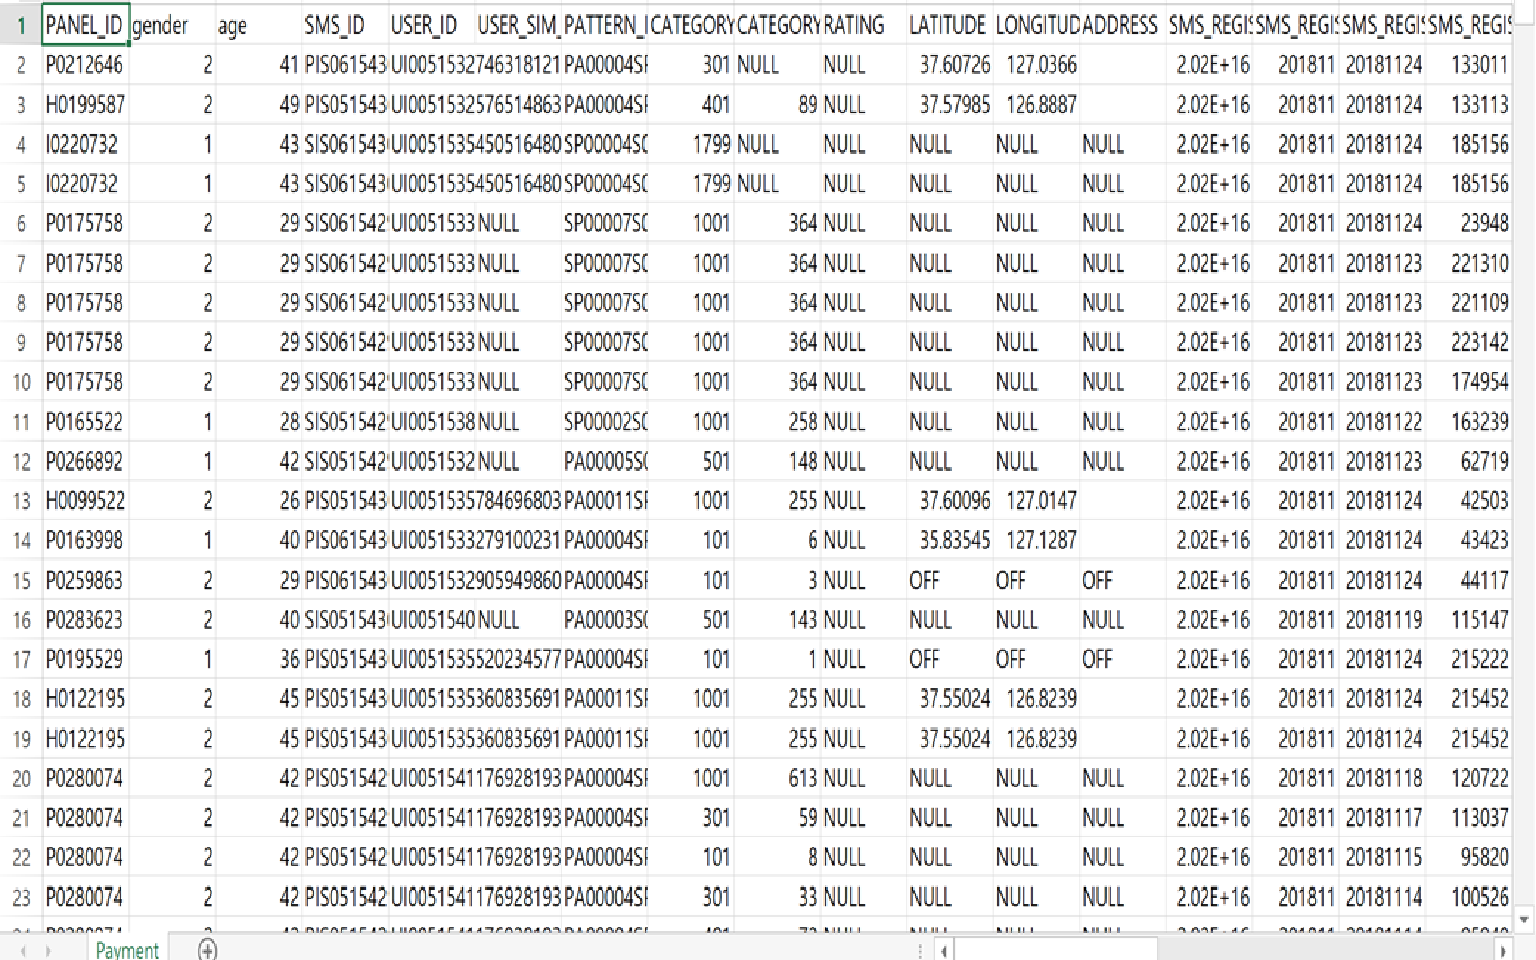 1 PANEL_ID gender age SMS_ID USER_ID USER_SIM_ PATTERN_I CATEGORY CATEGORY RATING LATITUDE LONGITUD ADDRESS SMS_REGIS SMS_REGIS SMS_REGIS SMS_REGIS
2 P0212646 2 41 PIS061543 UI0051532 746318121 PA00004SF 301 NULL NULL 37.60726 127.0366 2.02E+16 201811 20181124 133011
3 H0199587 2 49 PIS051543 UI0051532 576514863 PA00004SF 401 89 NULL 37.57985 126.8887 2.02E+16 201811 20181124 133113
4 I0220732 1 43 SIS061543 UI0051535 450516480 SP00004SC 1799 NULL NULL NULL NULL NULL 2.02E+16 201811 20181124 185156
5 I0220732 1 43 SIS061543 UI0051535 450516480 SP00004SC 1799 NULL NULL NULL NULL NULL 2.02E+16 201811 20181124 185156
6 P0175758 2 29 SIS061542 UI0051533 NULL SP00007SC 1001 364 NULL NULL NULL NULL 2.02E+16 201811 20181124 23948
7 P0175758 2 29 SIS061542 UI0051533 NULL SP00007SC 1001 364 NULL NULL NULL NULL 2.02E+16 201811 20181123 221310
8 P0175758 2 29 SIS061542 UI0051533 NULL SP00007SC 1001 364 NULL NULL NULL NULL 2.02E+16 201811 20181123 221109
9 P0175758 2 29 SIS061542 UI0051533 NULL SP00007SC 1001 364 NULL NULL NULL NULL 2.02E+16 201811 20181123 223142
10 P0175758 2 29 SIS061542 UI0051533 NULL SP00007SC 1001 364 NULL NULL NULL NULL 2.02E+16 201811 20181123 174954
11 P0165522 1 28 SIS051542 UI0051538 NULL SP00002SC 1001 258 NULL NULL NULL NULL 2.02E+16 201811 20181122 163239
12 P0266892 1 42 SIS051542 UI0051532 NULL PA00005SC 501 148 NULL NULL NULL NULL 2.02E+16 201811 20181123 62719
13 H0099522 2 26 PIS051543 UI0051535 784696803 PA00011SF 1001 255 NULL 37.60096 127.0147 2.02E+16 201811 20181124 42503
14 P0163998 1 40 PIS061543 UI0051533 279100231 PA00004SF 101 6 NULL 35.83545 127.1287 2.02E+16 201811 20181124 43423
15 P0259863 2 29 PIS061543 UI0051532 905949860 PA00004SF 101 3 NULL OFF OFF OFF 2.02E+16 201811 20181124 44117
16 P0283623 2 40 SIS051543 UI0051540 NULL PA00003SC 501 143 NULL NULL NULL NULL 2.02E+16 201811 20181119 115147
17 P0195529 1 36 PIS051543 UI0051535 520234577 PA00004SF 101 1 NULL OFF OFF OFF 2.02E+16 201811 20181124 215222
18 H0122195 2 45 PIS051543 UI0051535 360835691 PA00011SF 1001 255 NULL 37.55024 126.8239 2.02E+16 201811 20181124 215452
19 H0122195 2 45 PIS051543 UI0051535 360835691 PA00011SF 1001 255 NULL 37.55024 126.8239 2.02E+16 201811 20181124 215452
20 P0280074 2 42 PIS051542 UI0051541 176928193 PA00004SF 1001 613 NULL NULL NULL NULL 2.02E+16 201811 20181118 120722
21 P0280074 2 42 PIS051542 UI0051541 176928193 PA00004SF 301 59 NULL NULL NULL NULL 2.02E+16 201811 20181117 113037
22 P0280074 2 42 PIS051542 UI0051541 176928193 PA00004SF 101 8 NULL NULL NULL NULL 2.02E+16 201811 20181115 95820
23 P0280074 2 42 PIS051542 UI0051541 176928193 PA00004SF 301 33 NULL NULL NULL NULL 2.02E+16 201811 20181114 100526
Payment